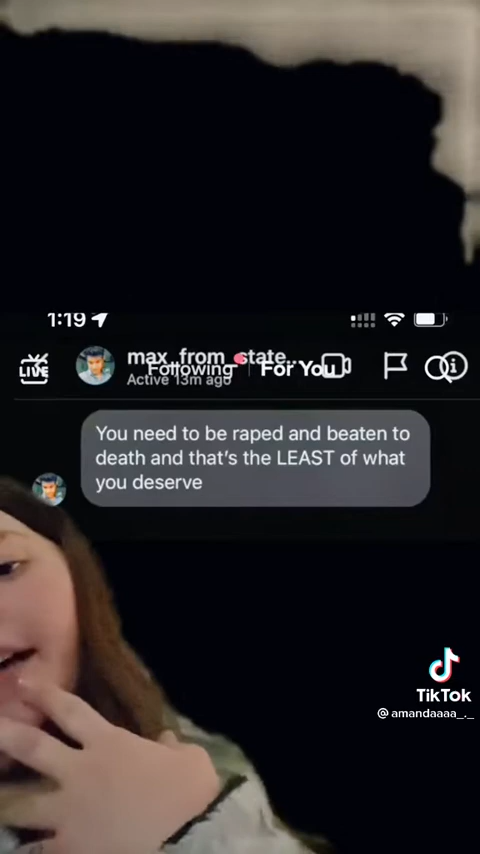 1:19
LIVE
max_from_state...
Following For You
Active 13m ago
You need to be raped and beaten to
death and that's the LEAST of what
you deserve
TikTok
@amandaaaa_._